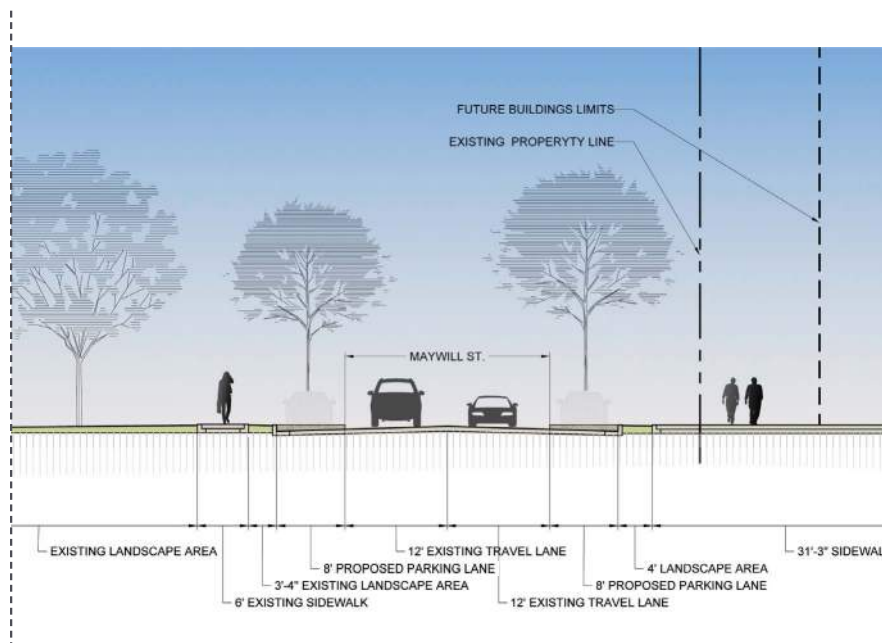 FUTURE BUILDINGS LIMITS
EXISTING PROPERYTY LINE
MAYWILL ST.
EXISTING LANDSCAPE AREA
12' EXISTING TRAVEL LANE
31'-3" SIDEWAL
8' PROPOSED PARKING LANE
4' LANDSCAPE AREA
3'-4" EXISTING LANDSCAPE AREA
8' PROPOSED PARKING LANE
6' EXISTING SIDEWALK
12' EXISTING TRAVEL LANE